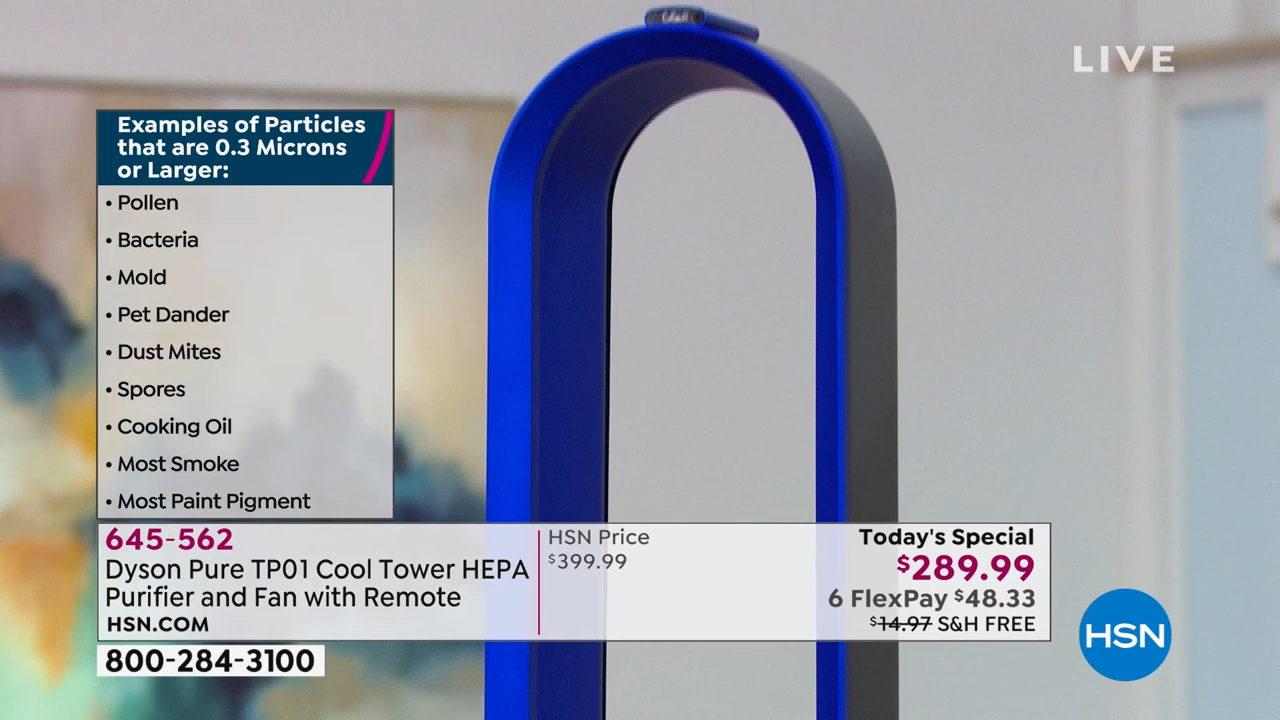 LIVE
Examples of Particles
that are 0.3 Microns
or Larger:
• Pollen
• Bacteria
• Mold
• Pet Dander
• Dust Mites
• Spores
• Cooking Oil
• Most Smoke
• Most Paint Pigment
645-562
Dyson Pure TP01 Cool Tower HEPA
Purifier and Fan with Remote
HSN.COM
HSN Price
$399.99
Today's Special
$289.99
6 FlexPay $48.33
$14.97 S&H FREE
800-284-3100
HSN